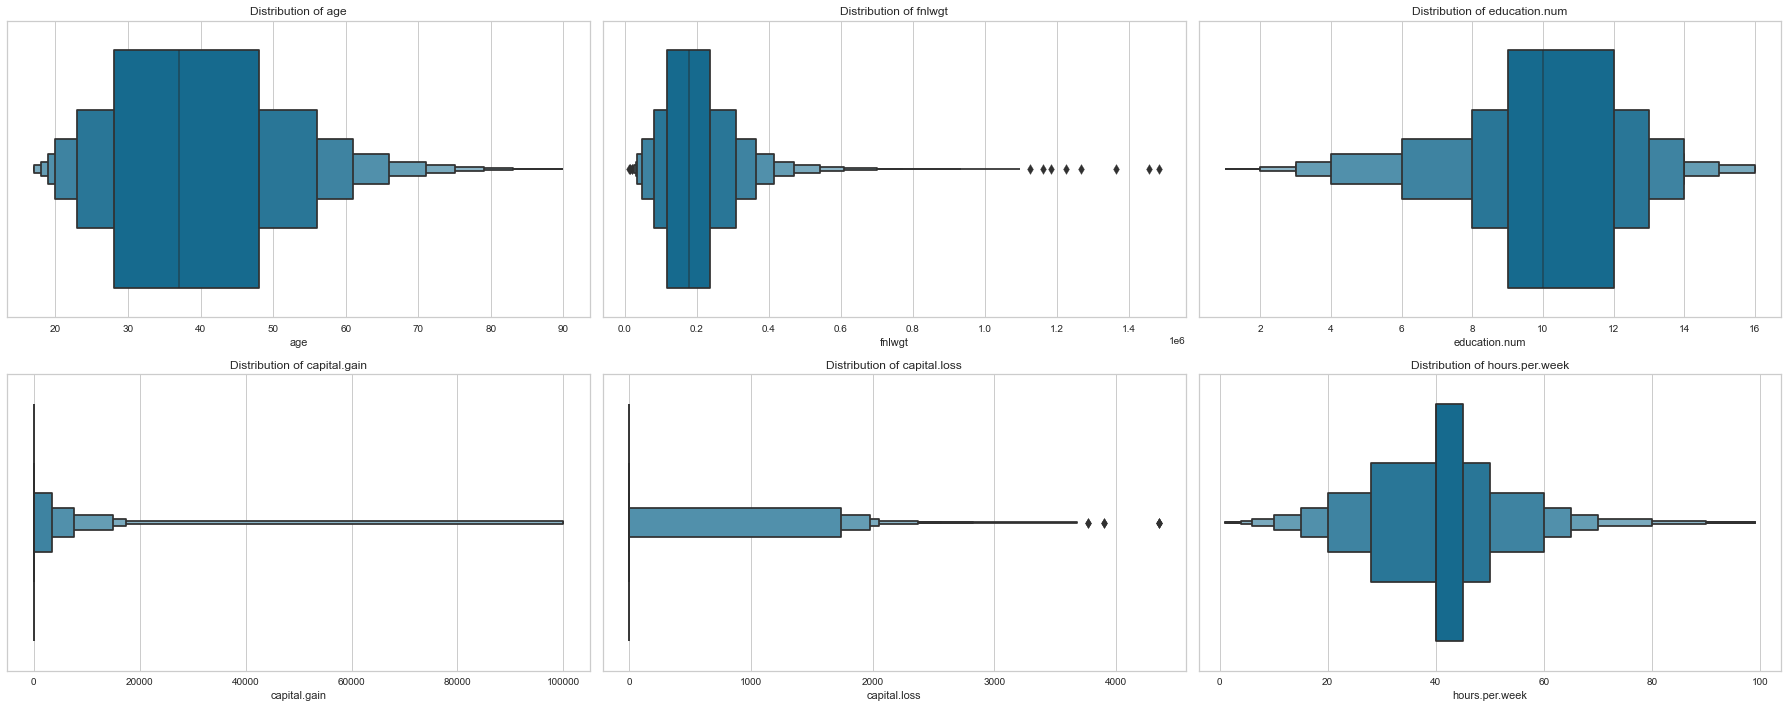 Distribution of age
20 30 40 50 60 70 80 90
age
Distribution of fnlwgt
0.0 0.2 0.4 0.6 0.8 1.0 1.2 1.4
1e6
fnlwgt
Distribution of education.num
2 4 6 8 10 12 14 16
education.num
Distribution of capital.gain
0 20000 40000 60000 80000 100000
capital.gain
Distribution of capital.loss
0 1000 2000 3000 4000
capital.loss
Distribution of hours.per.week
0 20 40 60 80 100
hours.per.week